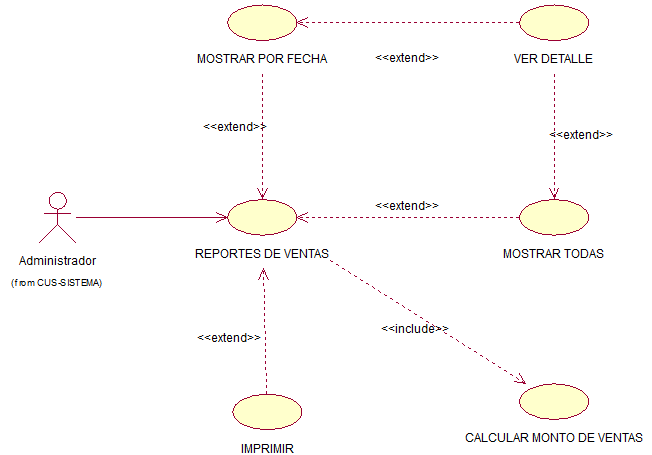 MOSTRAR POR FECHA
<<extend>>
VER DETALLE
<<extend>>
<<extend>>
<<extend>>
Administrador
(from CUS-SISTEMA)
REPORTES DE VENTAS
MOSTRAR TODAS
<<extend>>
<<include>>
IMPRIMIR
CALCULAR MONTO DE VENTAS